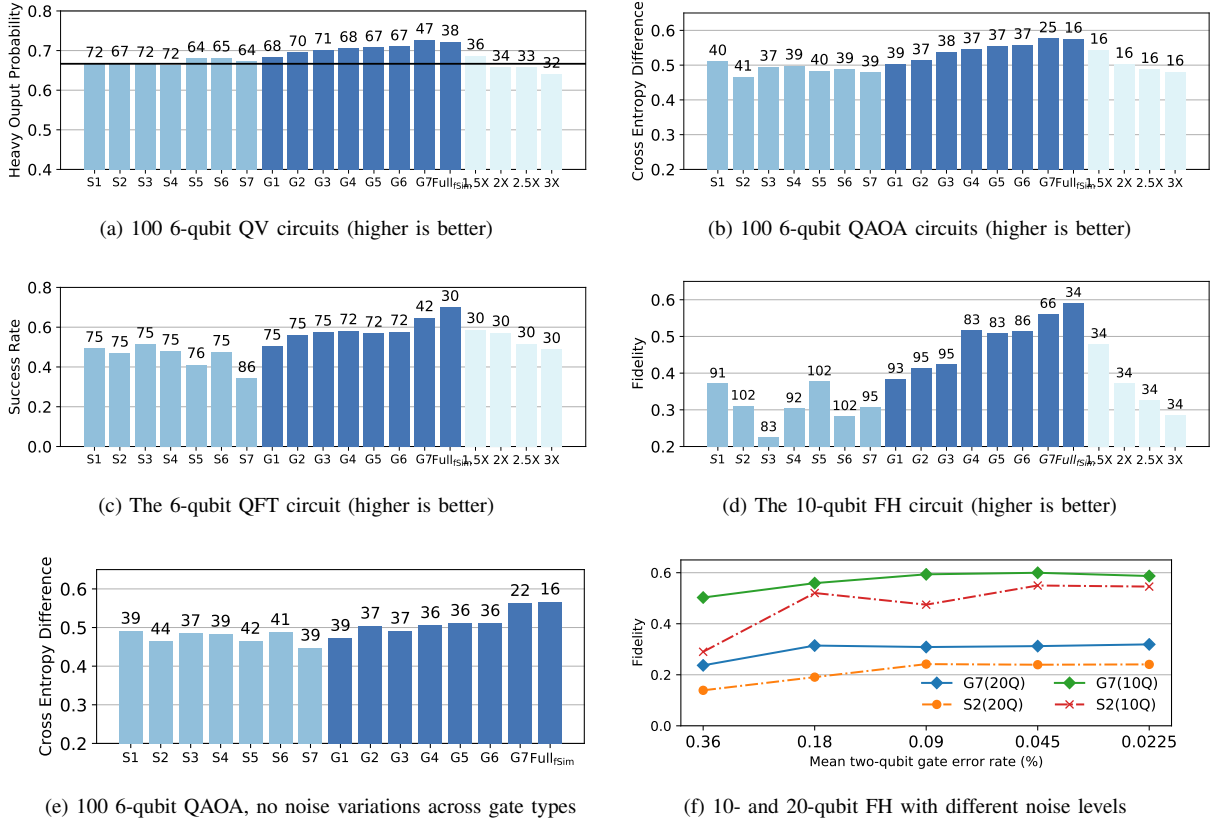 Heavy Ouput Probability
0.8
0.7
0.6
0.5
0.4
72 67 72 72 64 65 64 68 70 71 68 67 67 47 38 36 34 33 32
S1 S2 S3 S4 S5 S6 S7 G1 G2 G3 G4 G5 G6 G7 FullfSim 1.5X 2X 2.5X 3X
(a) 100 6-qubit QV circuits (higher is better)
Cross Entropy Difference
0.6
0.5
0.4
0.3
0.2
40 41 37 39 40 39 39 39 37 38 37 37 37 25 16 16 16 16 16
S1 S2 S3 S4 S5 S6 S7 G1 G2 G3 G4 G5 G6 G7 FullfSim 1.5X 2X 2.5X 3X
(b) 100 6-qubit QAOA circuits (higher is better)
Success Rate
0.8
0.6
0.4
0.2
0.0
75 75 75 75 76 75 86 75 75 75 72 72 72 42 30 30 30 30 30
S1 S2 S3 S4 S5 S6 S7 G1 G2 G3 G4 G5 G6 G7 FullfSim 1.5X 2X 2.5X 3X
(c) The 6-qubit QFT circuit (higher is better)
Fidelity
0.6
0.5
0.4
0.3
0.2
91 102 83 92 102 102 95 93 95 95 83 83 86 66 34 34 34 34 34
S1 S2 S3 S4 S5 S6 S7 G1 G2 G3 G4 G5 G6 G7 FullfSim 1.5X 2X 2.5X 3X
(d) The 10-qubit FH circuit (higher is better)
Cross Entropy Difference
0.6
0.5
0.4
0.3
0.2
39 44 37 39 42 41 39 39 37 37 36 36 36 22 16
S1 S2 S3 S4 S5 S6 S7 G1 G2 G3 G4 G5 G6 G7 FullfSim
(e) 100 6-qubit QAOA, no noise variations across gate types
Fidelity
0.6
0.4
0.2
0.0
G7(20Q) G7(10Q)
S2(20Q) S2(10Q)
0.36 0.18 0.09 0.045 0.0225
Mean two-qubit gate error rate (%)
(f) 10- and 20-qubit FH with different noise levels